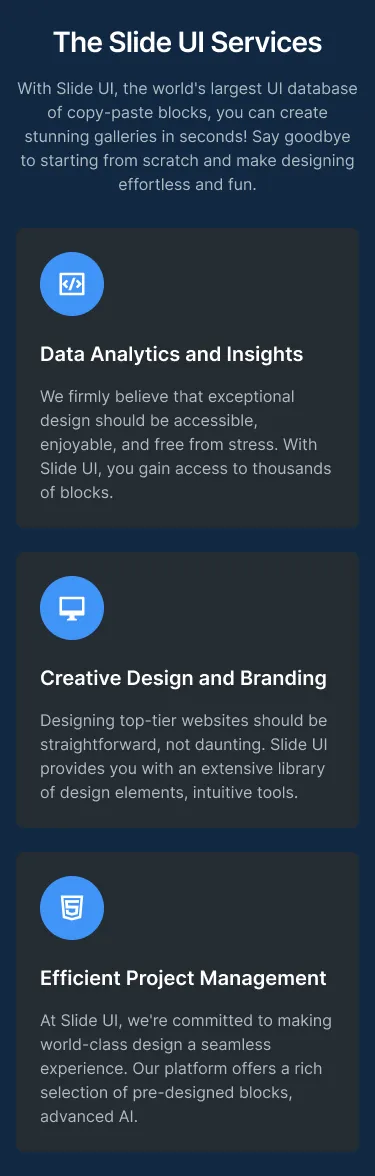 The Slide UI Services
With Slide UI, the world's largest UI database
of copy-paste blocks, you can create
stunning galleries in seconds! Say goodbye
to starting from scratch and make designing
effortless and fun.
Data Analytics and Insights
We firmly believe that exceptional
design should be accessible,
enjoyable, and free from stress. With
Slide UI, you gain access to thousands
of blocks.
Creative Design and Branding
Designing top-tier websites should be
straightforward, not daunting. Slide UI
provides you with an extensive library
of design elements, intuitive tools.
Efficient Project Management
At Slide UI, we're committed to making
world-class design a seamless
experience. Our platform offers a rich
selection of pre-designed blocks,
advanced AI.